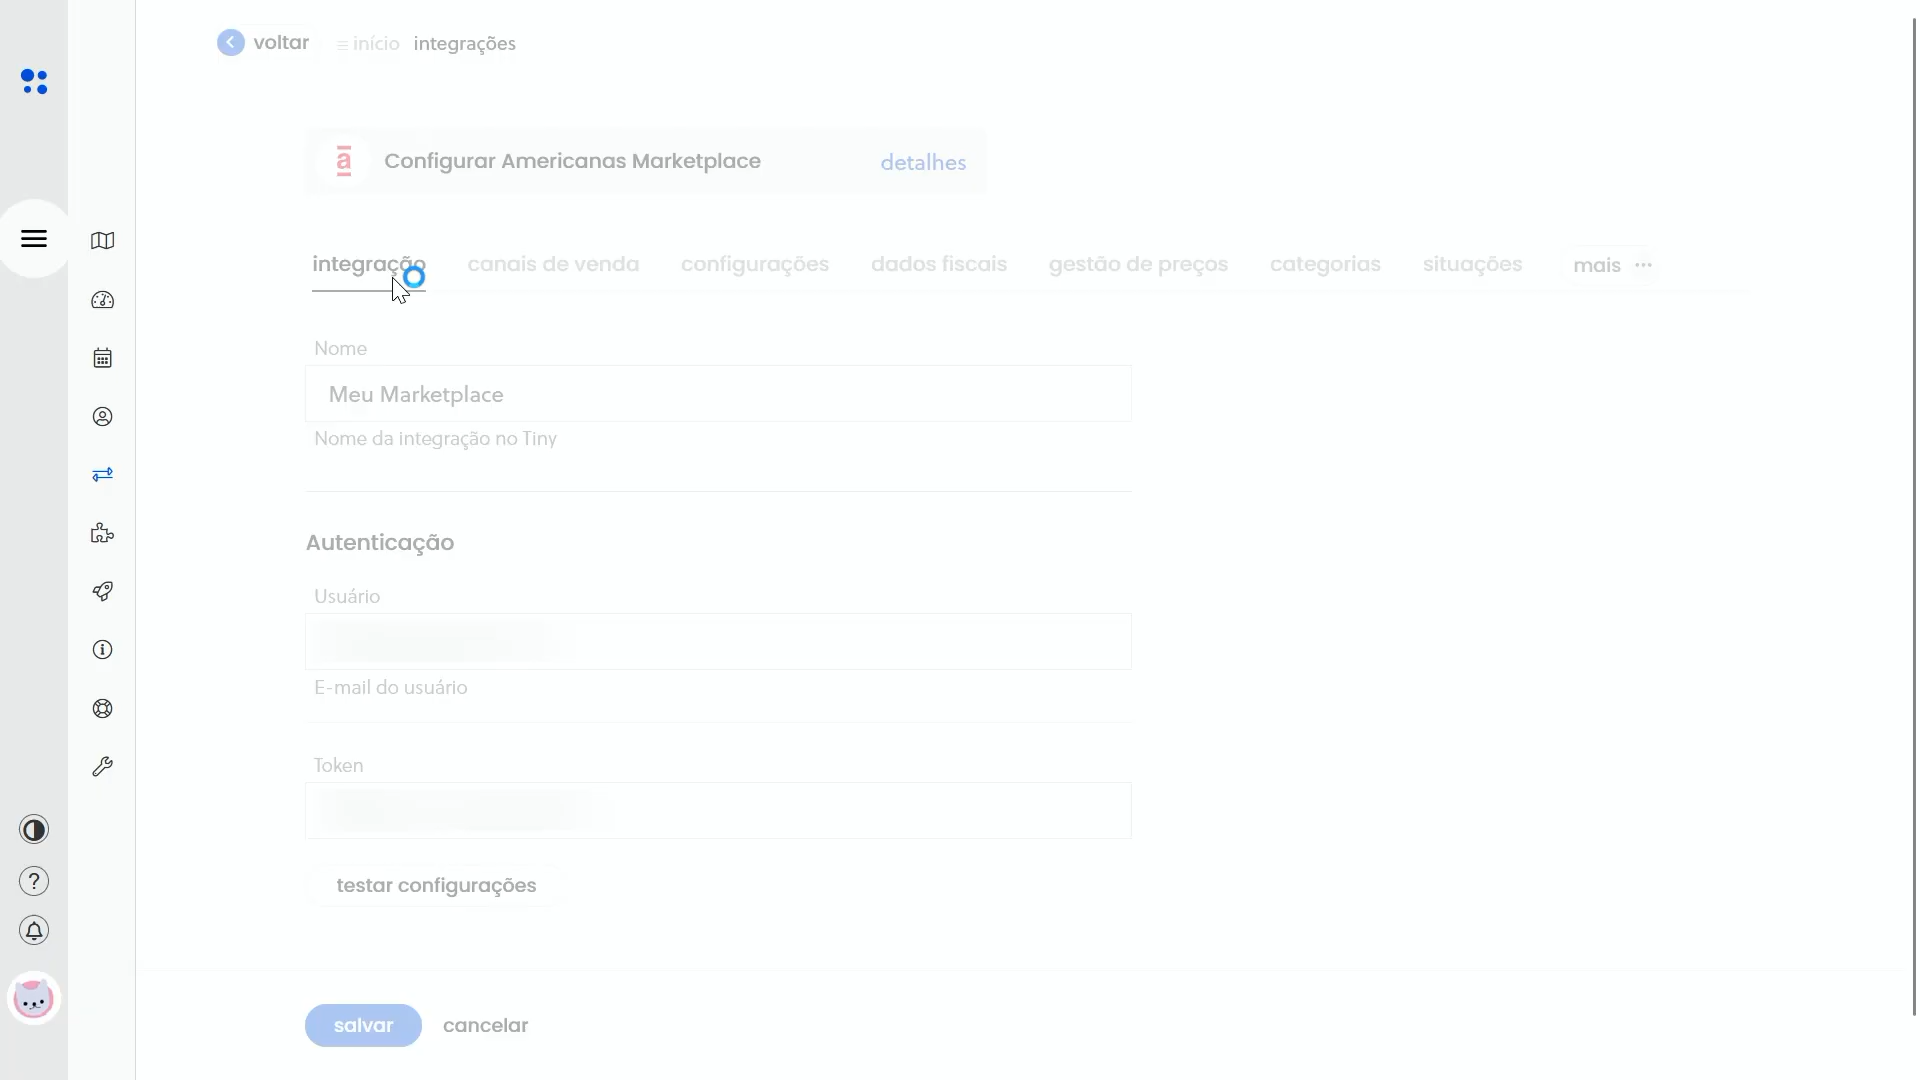 voltar
início integrações
Configurar Americanas Marketplace detalhes
integração canais de venda configurações dados fiscais gestão de preços categorias situações mais ...
Nome
Meu Marketplace
Nome da integração no Tiny
Autenticação
Usuário
E-mail do usuário
Token
testar configurações
salvar cancelar